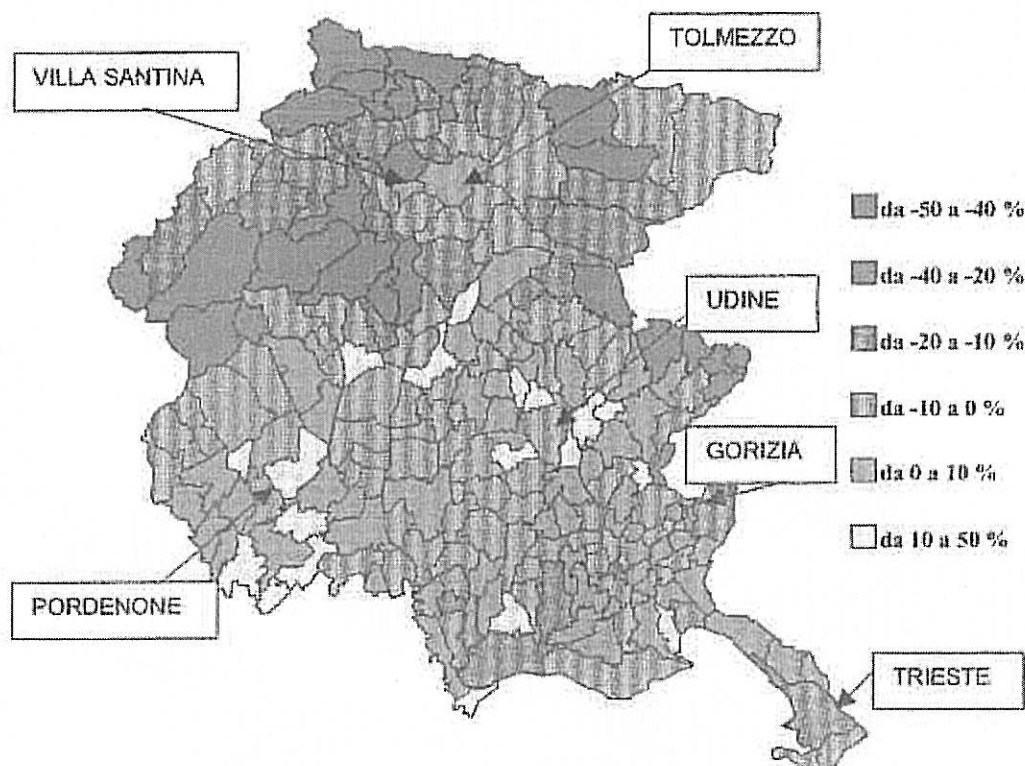 TOLMEZZO
VILLA SANTINA
da -50 a -40 %
da -40 a -20 %
UDINE
da -20 a -10 %
da -10 a 0 %
GORIZIA
da 0 a 10 %
da 10 a 50 %
PORDENONE
TRIESTE